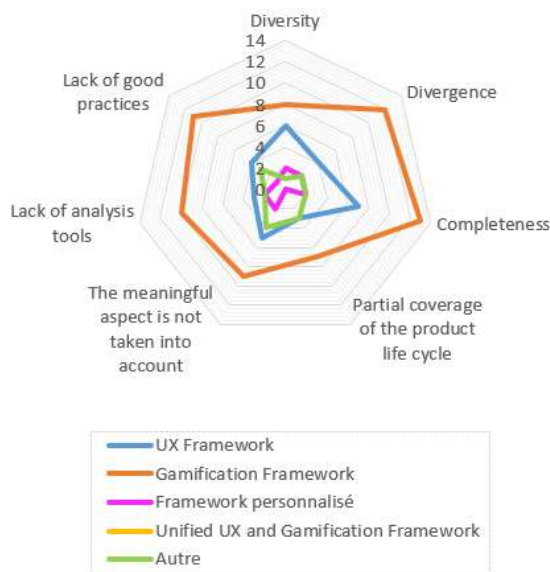 Diversity
14
12
10
8
6
4
2
0
Divergence
Completeness
Partial coverage
of the product
life cycle
The meaningful
aspect is not
taken into
account
Lack of analysis
tools
Lack of good
practices
UX Framework
Gamification Framework
Framework personnalisé
Unified UX and Gamification Framework
Autre